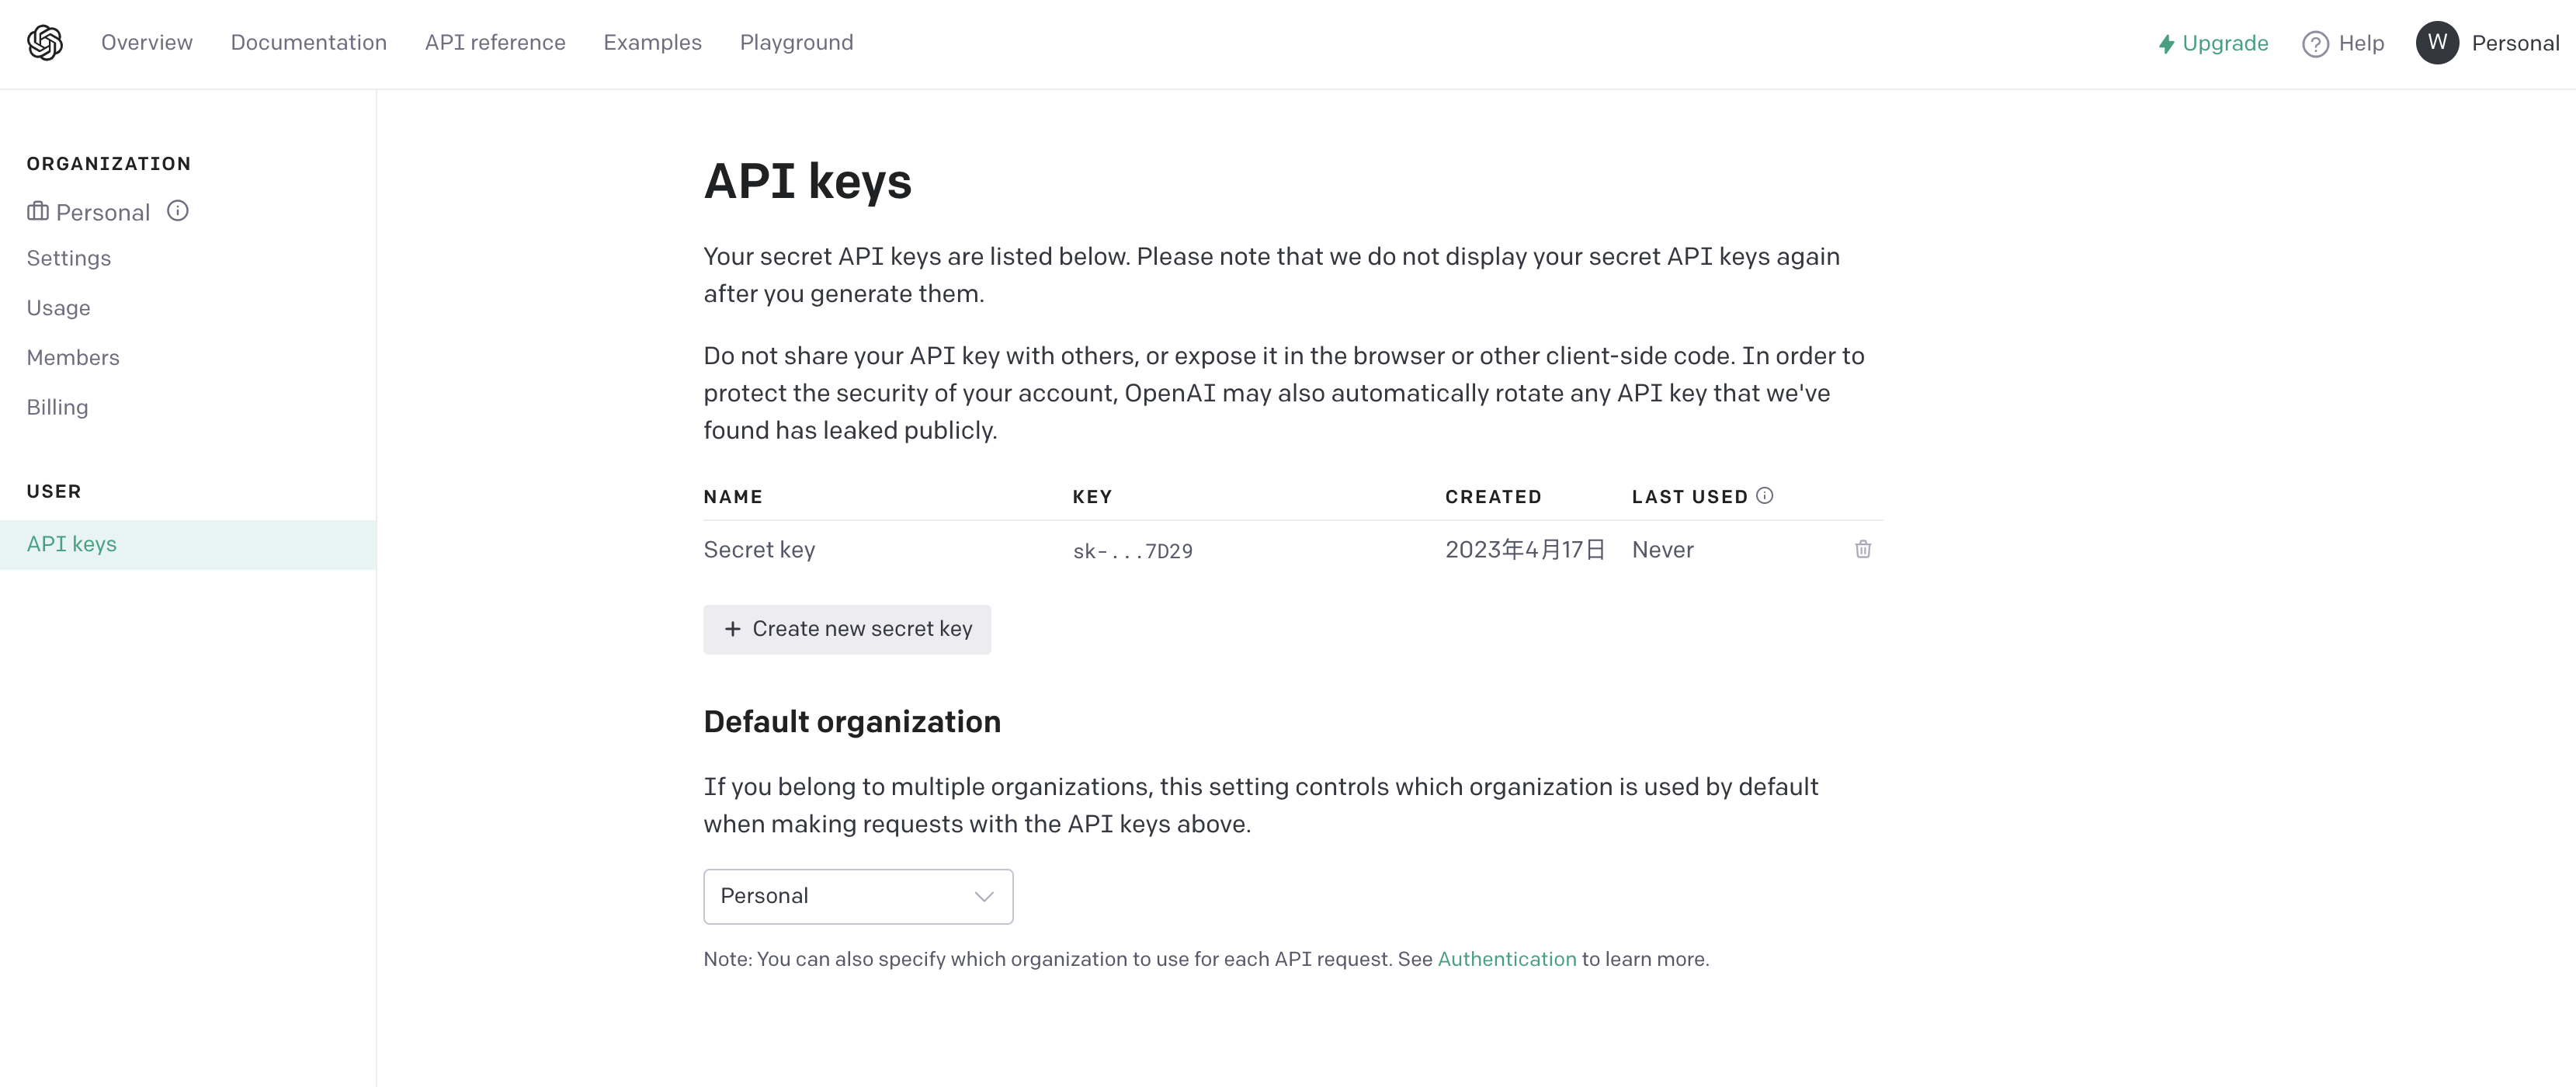 Overview Documentation API reference Examples Playground
Upgrade Help W Personal
ORGANIZATION
Personal
Settings
Usage
Members
Billing
USER
API keys
API keys
Your secret API keys are listed below. Please note that we do not display your secret API keys again
after you generate them.
Do not share your API key with others, or expose it in the browser or other client-side code. In order to
protect the security of your account, OpenAI may also automatically rotate any API key that we've
found has leaked publicly.
NAME KEY CREATED LAST USED
Secret key sk-...7D29 2023年4月17日 Never
+ Create new secret key
Default organization
If you belong to multiple organizations, this setting controls which organization is used by default
when making requests with the API keys above.
Personal
Note: You can also specify which organization to use for each API request. See Authentication to learn more.